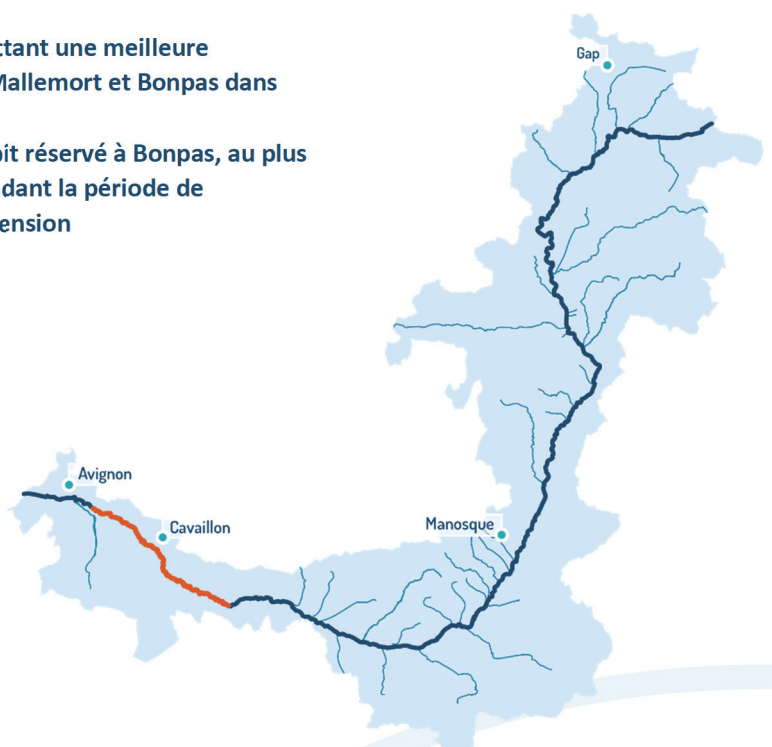 ttant une meilleure
Mallemort et Bonpas dans
bit réservé à Bonpas, au plus
dant la période de
ension
Gap
Avignon
Cavaillon
Manosque